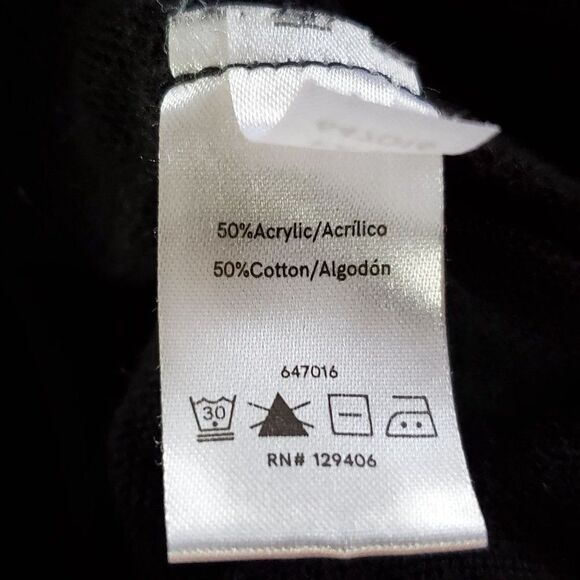 50%Acrylic/Acrílico
50%Cotton/Algodón
647016
30
RN# 129406